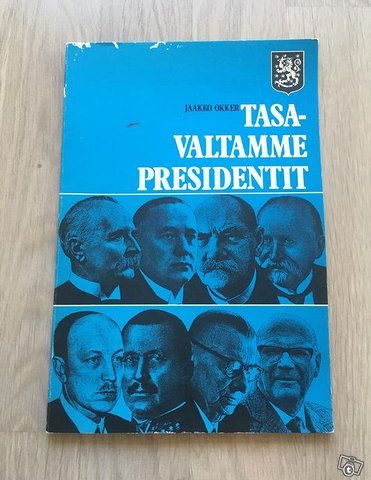 JAAKKO OKKER
TASA-
VALTAMME
PRESIDENTIT